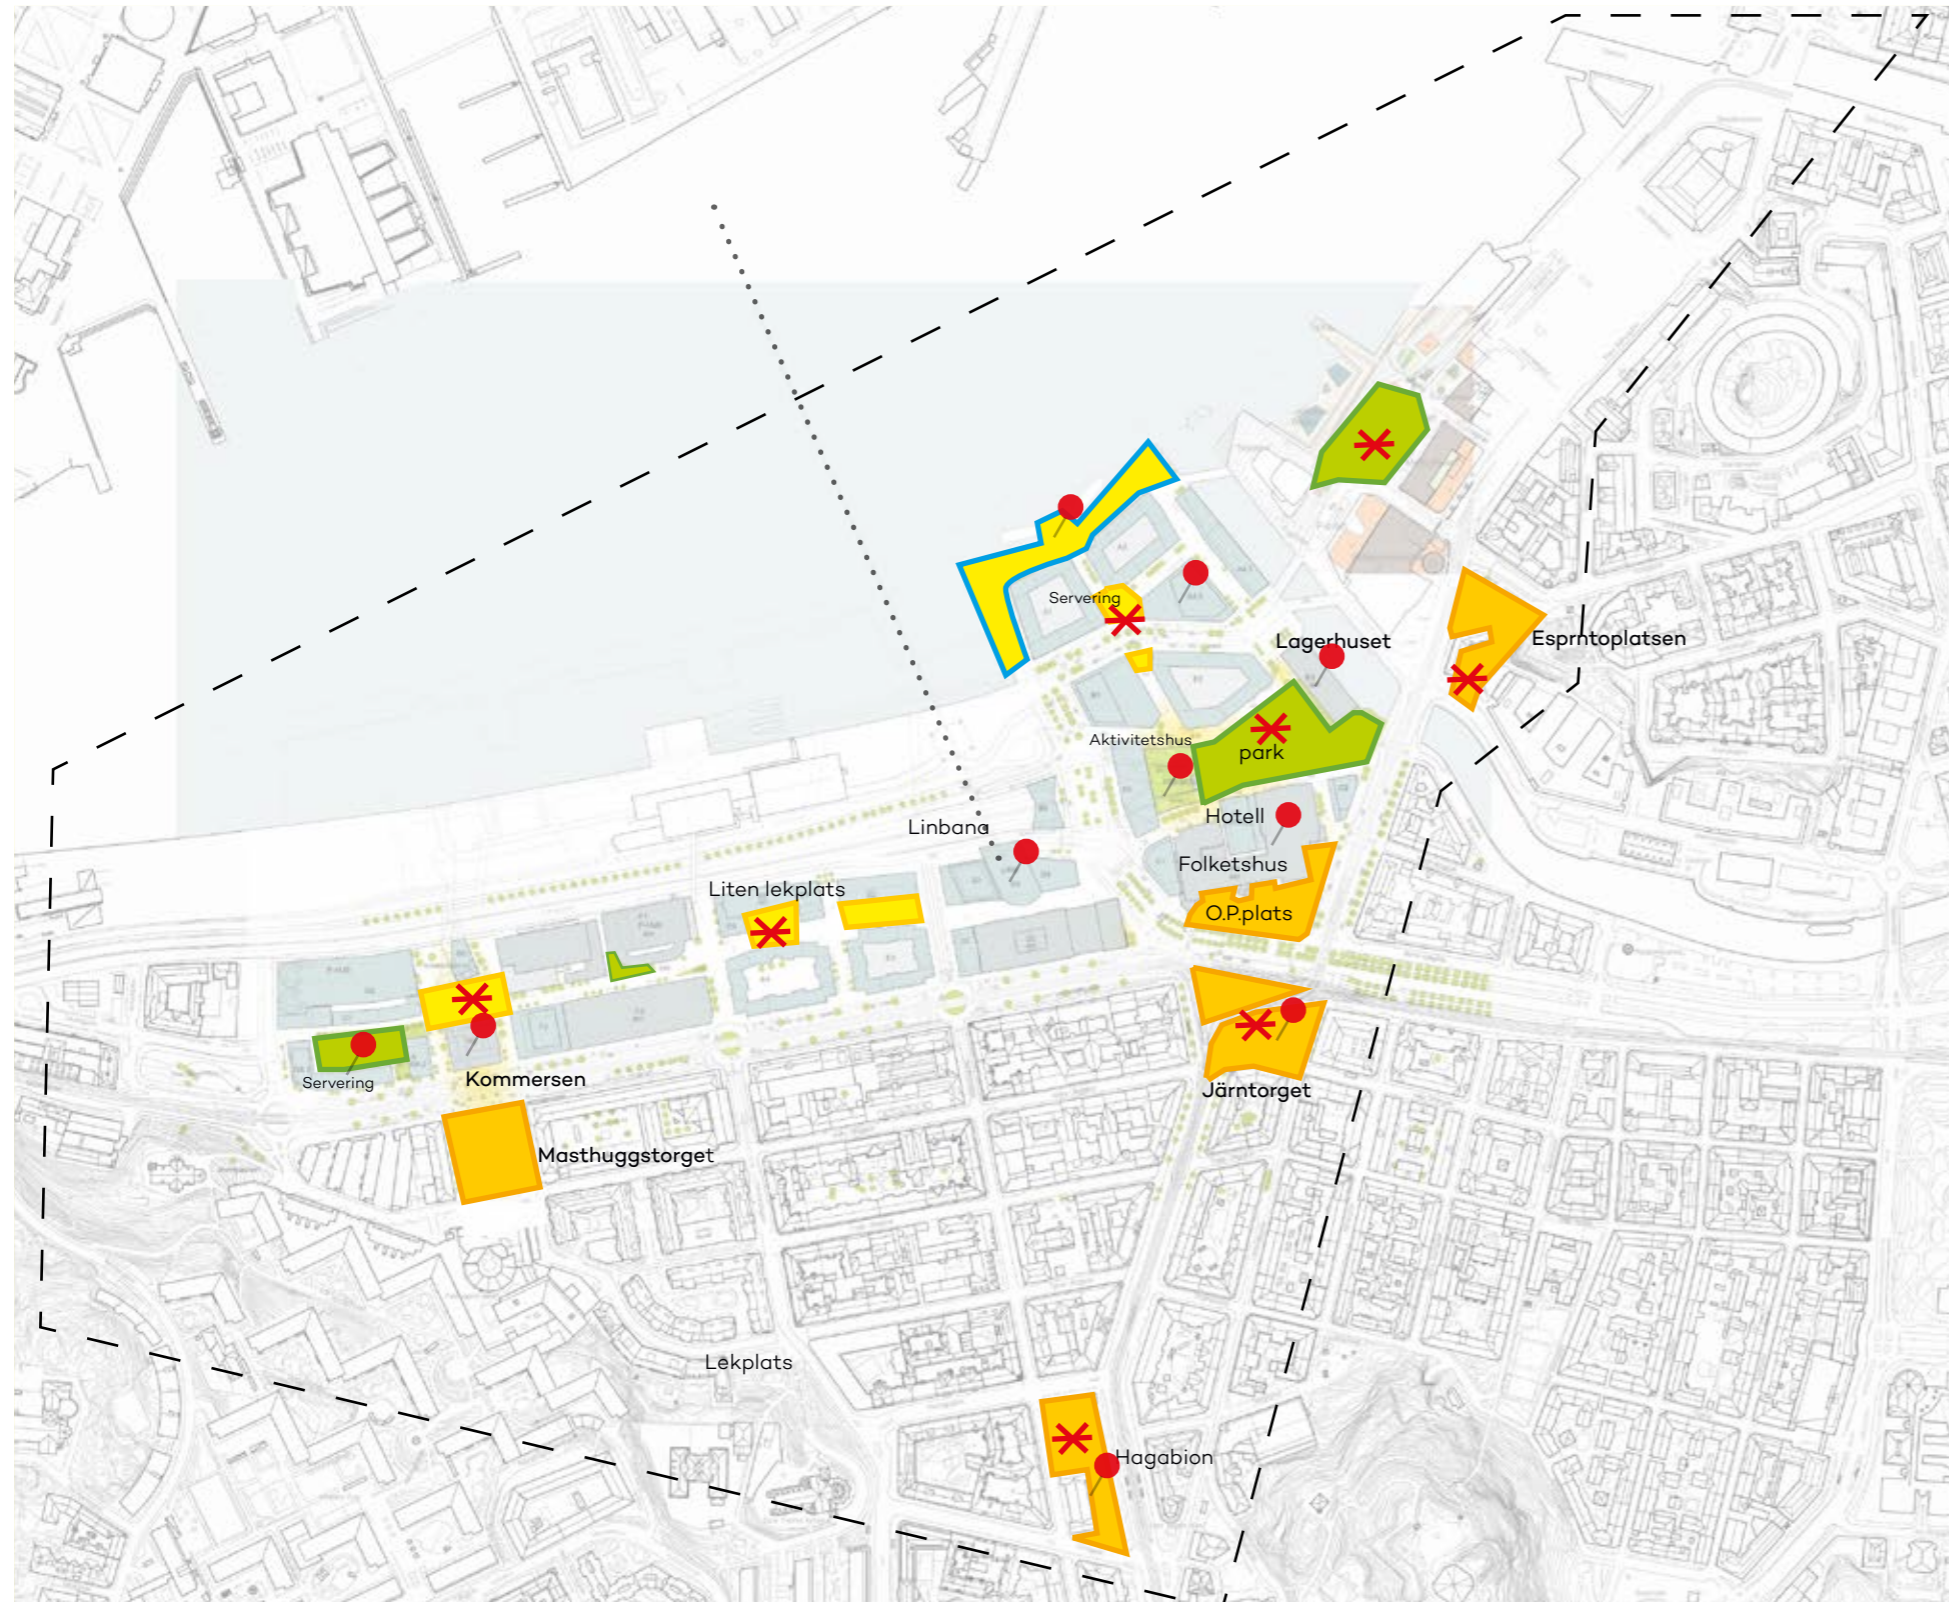 Servering
Lagerhuset
Esprntoplatsen
Aktivitetshus
park
Hotell
Linbana
Folketshus
Liten lekplats
O.P.plats
Kommersen
Servering
Järntorget
Masthuggstorget
Lekplats
Hagabion